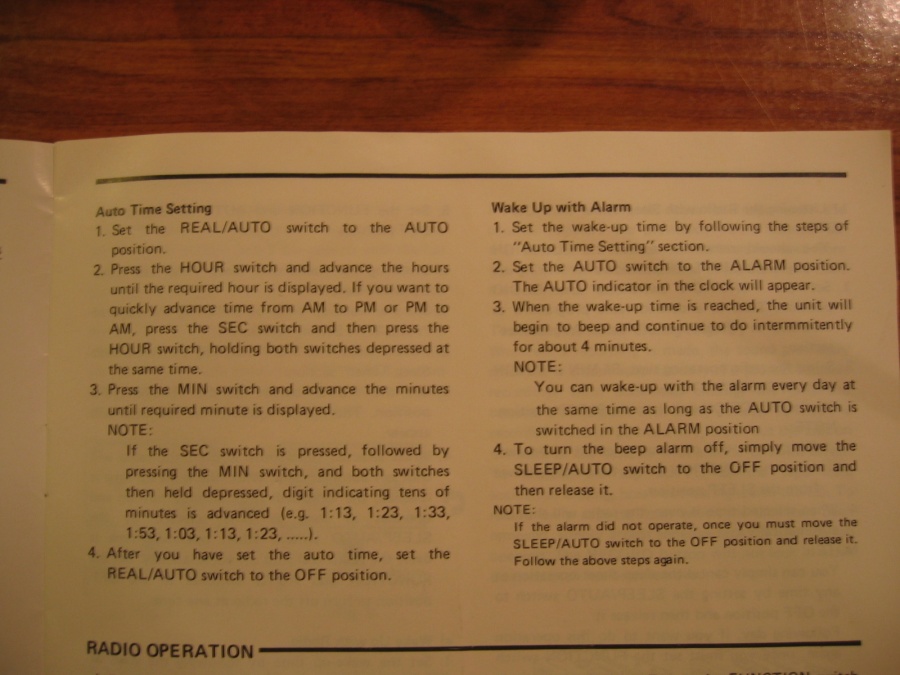 Auto Time Setting
1. Set the REAL/AUTO switch to the AUTO
position.
2. Press the HOUR switch and advance the hours
until the required hour is displayed. If you want to
quickly advance time from AM to PM or PM to
AM, press the SEC switch and then press the
HOUR switch, holding both switches depressed at
the same time.
3. Press the MIN switch and advance the minutes
until required minute is displayed.
NOTE:
If the SEC switch is pressed, followed by
pressing the MIN switch, and both switches
then held depressed, digit indicating tens of
minutes is advanced (e.g. 1:13, 1:23, 1:33,
1:53, 1:03, 1:13, 1:23, .....).
4. After you have set the auto time, set the
REAL/AUTO switch to the OFF position.
Wake Up with Alarm
1. Set the wake-up time by following the steps of
"Auto Time Setting" section.
2. Set the AUTO switch to the ALARM position.
The AUTO indicator in the clock will appear.
3. When the wake-up time is reached, the unit will
begin to beep and continue to do intermmitently
for about 4 minutes.
NOTE:
You can wake-up with the alarm every day at
the same time as long as the AUTO switch is
switched in the ALARM position
4. To turn the beep alarm off, simply move the
SLEEP/AUTO switch to the OFF position and
then release it.
NOTE:
If the alarm did not operate, once you must move the
SLEEP/AUTO switch to the OFF position and release it.
Follow the above steps again.
RADIO OPERATION
FUNCTION switch